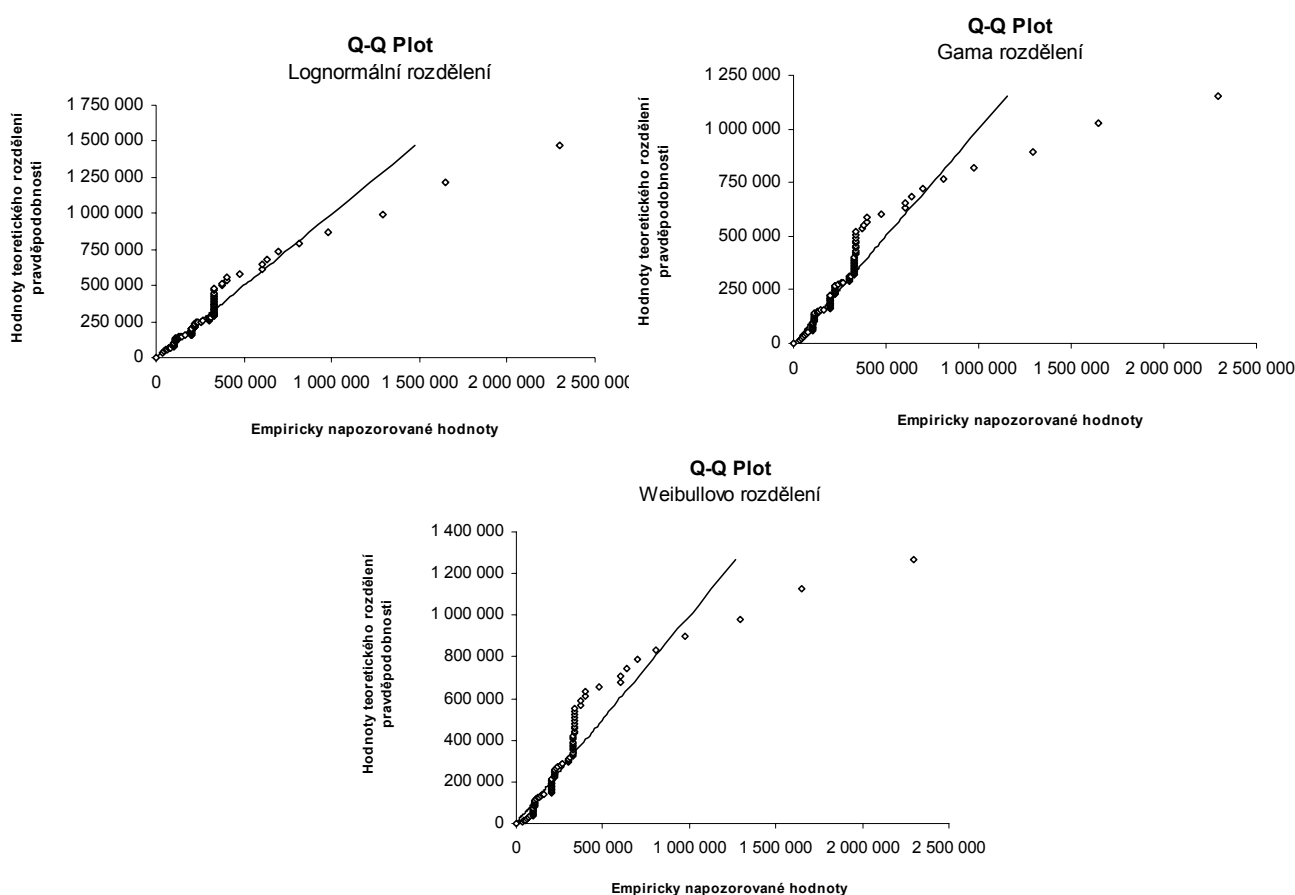 Q-Q Plot
Lognormální rozdělení
Hodnoty teoretického rozdělení
pravděpodobnosti
1 750 000
1 500 000
1 250 000
1 000 000
750 000
500 000
250 000
0
0 500 000 1 000 000 1 500 000 2 000 000 2 500 000
Empiricky napozorované hodnoty
Q-Q Plot
Gama rozdělení
Hodnoty teoretického rozdělení
pravděpodobnosti
1 250 000
1 000 000
750 000
500 000
250 000
0
0 500 000 1 000 000 1 500 000 2 000 000 2 500 000
Empiricky napozorované hodnoty
Q-Q Plot
Weibullovo rozdělení
Hodnoty teoretického rozdělení
pravděpodobnosti
1 400 000
1 200 000
1 000 000
800 000
600 000
400 000
200 000
0
0 500 000 1 000 000 1 500 000 2 000 000 2 500 000
Empiricky napozorované hodnoty